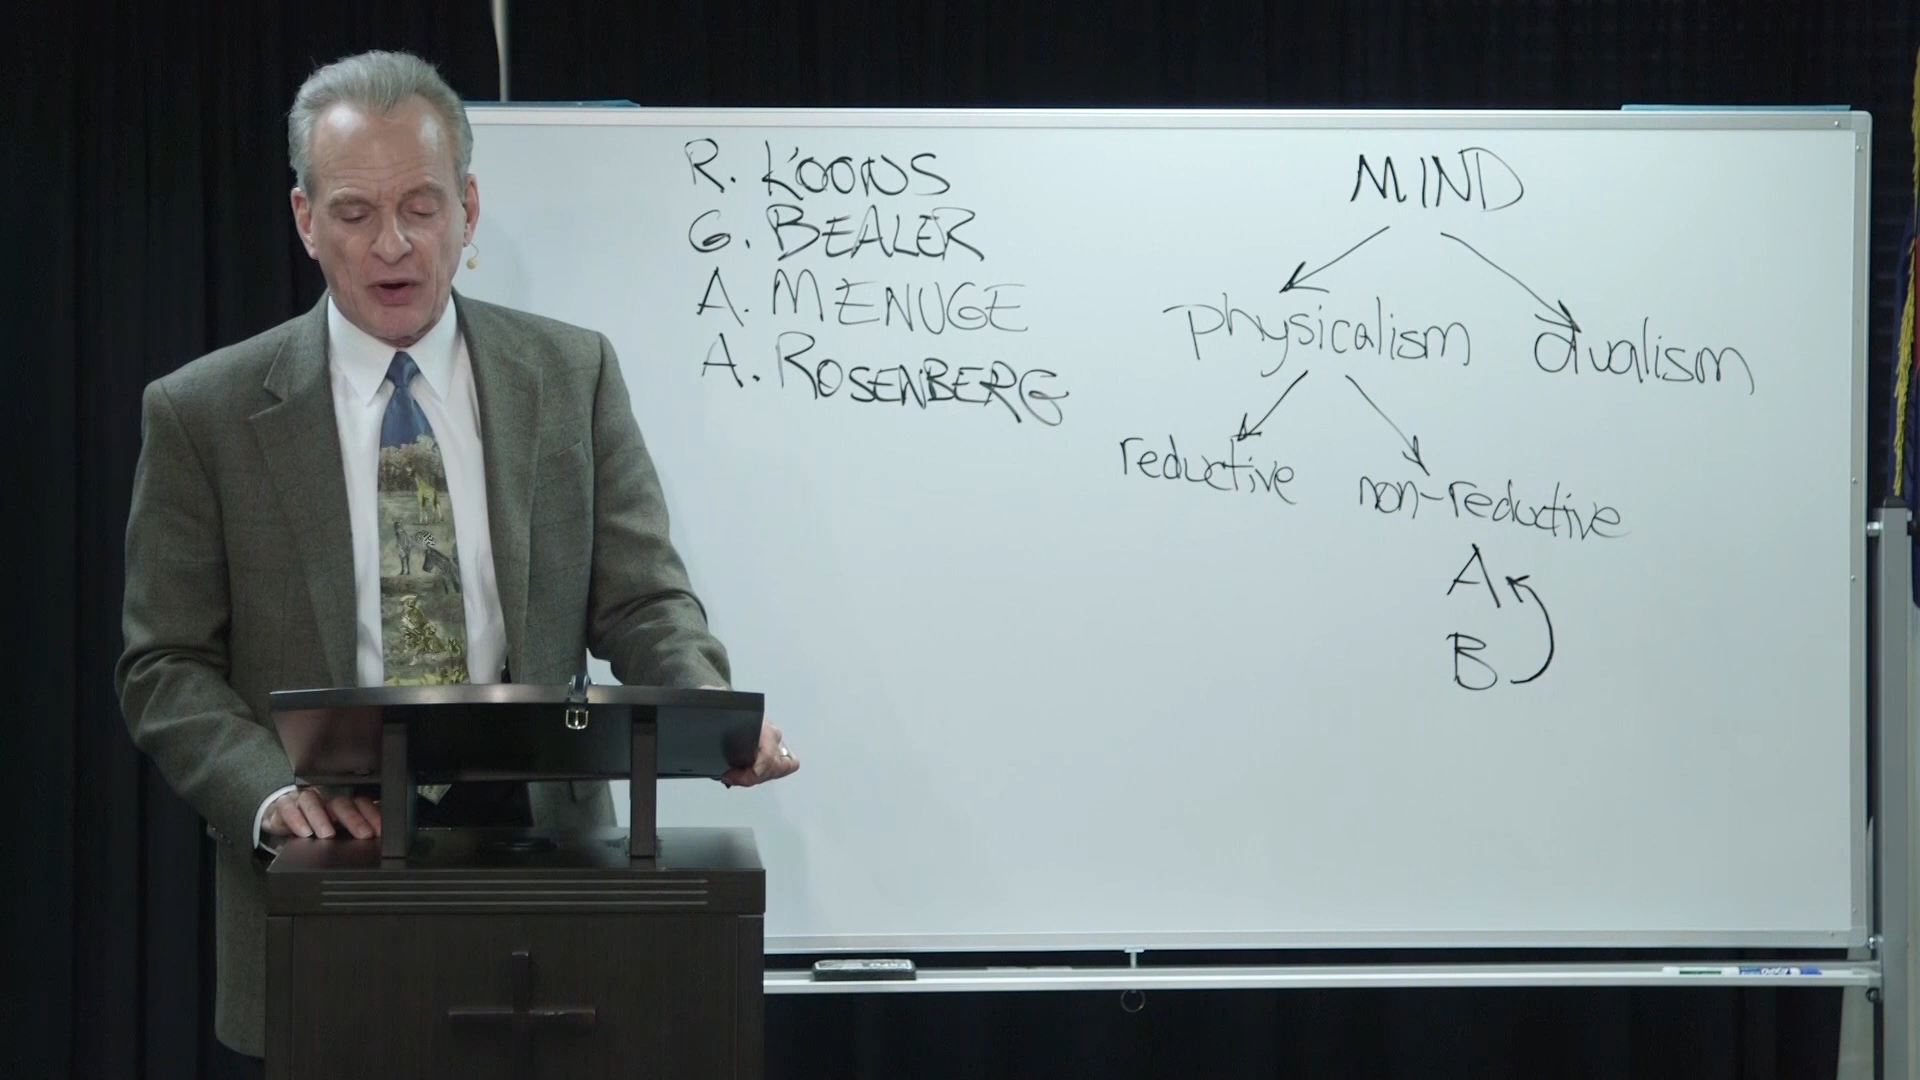 R. KOONS
G. BEALER
A. MENUGE
A. ROSENBERG
MIND
physicalism dualism
reductive non-reductive
A
B